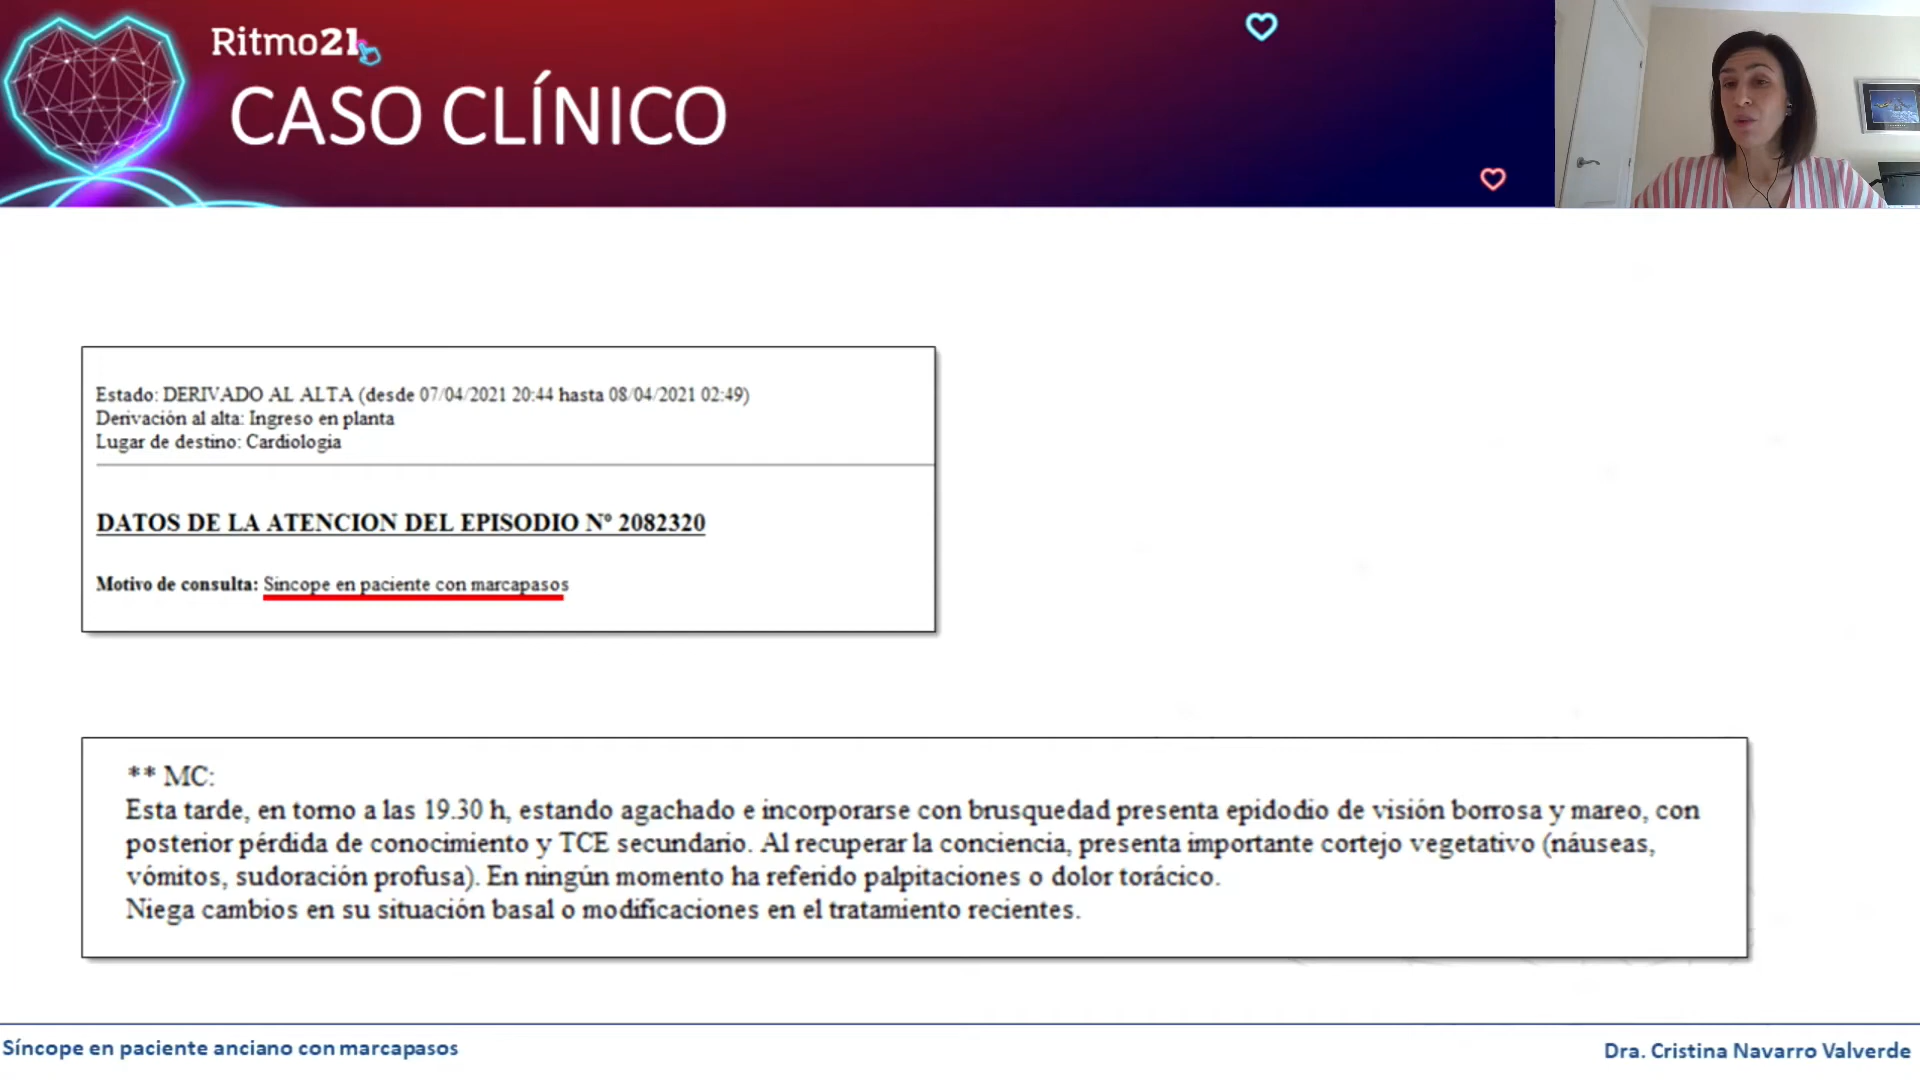 Ritmo21
CASO CLÍNICO
Estado: DERIVADO AL ALTA (desde 07/04/2021 20:44 hasta 08/04/2021 02:49)
Derivación al alta: Ingreso en planta
Lugar de destino: Cardiologia
DATOS DE LA ATENCION DEL EPISODIO Nº 2082320
Motivo de consulta: Sincope en paciente con marcapasos
** MC:
Esta tarde, en torno a las 19.30 h, estando agachado e incorporarse con brusquedad presenta epidodio de visión borrosa y mareo, con
posterior pérdida de conocimiento y TCE secundario. Al recuperar la conciencia, presenta importante cortejo vegetativo (náuseas,
vómitos, sudoración profusa). En ningún momento ha referido palpitaciones o dolor torácico.
Niega cambios en su situación basal o modificaciones en el tratamiento recientes.
Síncope en paciente anciano con marcapasos
Dra. Cristina Navarro Valverde